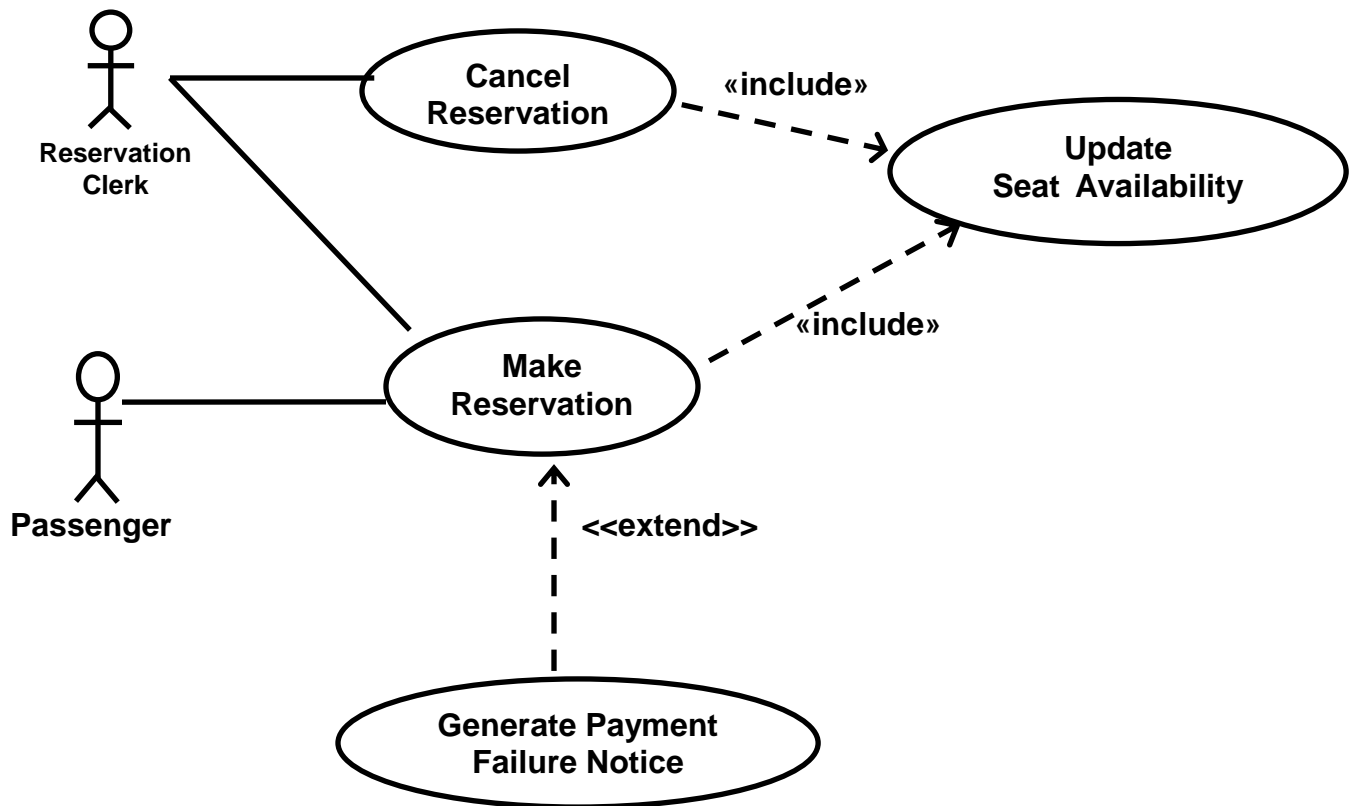 Cancel
Reservation
«include»
Reservation
Clerk
Update
Seat  Availability
«include»
Make
Reservation
Passenger
<<extend>>
Generate Payment
Failure Notice